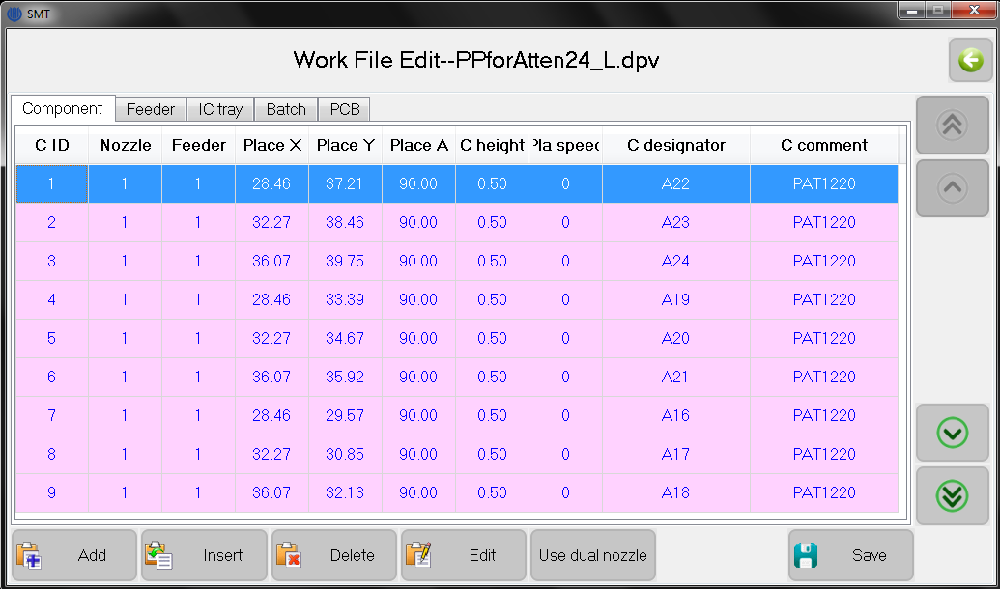 SMT
Work File Edit--PPforAtten24_L.dpv
Component Feeder IC tray Batch PCB
C ID Nozzle Feeder Place X Place Y Place A C height Pla speed C designator C comment
1 1 1 28.46 37.21 90.00 0.50 0 A22 PAT1220
2 1 1 32.27 38.46 90.00 0.50 0 A23 PAT1220
3 1 1 36.07 39.75 90.00 0.50 0 A24 PAT1220
4 1 1 28.46 33.39 90.00 0.50 0 A19 PAT1220
5 1 1 32.27 34.67 90.00 0.50 0 A20 PAT1220
6 1 1 36.07 35.92 90.00 0.50 0 A21 PAT1220
7 1 1 28.46 29.57 90.00 0.50 0 A16 PAT1220
8 1 1 32.27 30.85 90.00 0.50 0 A17 PAT1220
9 1 1 36.07 32.13 90.00 0.50 0 A18 PAT1220
Add Insert Delete Edit Use dual nozzle Save